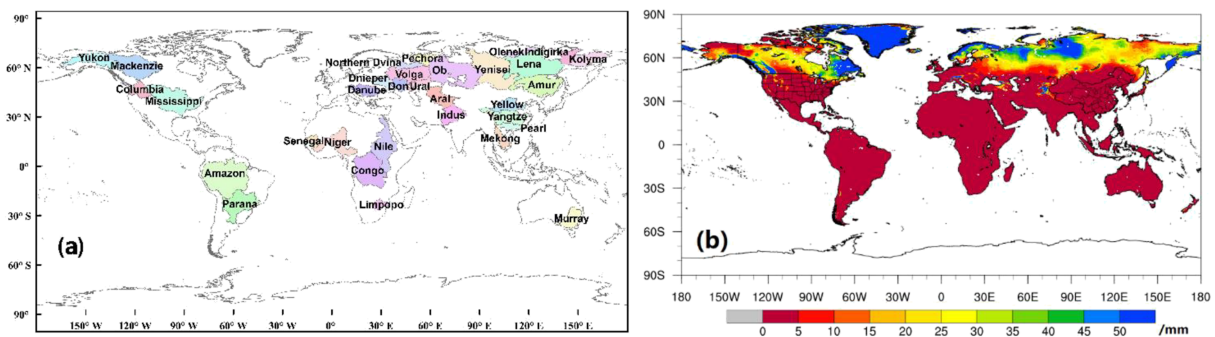 90° N
60° N
30° N
0°
30° S
60° S
90° S
150° W 120° W 90° W 60° W 30° W 0° 30° E 60° E 90° E 120° E 150° E
Yukon
Mackenzie
Columbia
Mississippi
Amazon
Parana
Northern Dvina
Pechora
Olenek
Indigirka
Kolyma
Lena
Yenisei
Ob
Volga
Dnieper
Danube
Don
Ural
Amur
Aral
Indus
Yellow
Yangtze
Pearl
Mekong
Senegal
Niger
Nile
Congo
Limpopo
Murray
(a)
90N
60N
30N
0
30S
60S
90S
(b)
180 150W 120W 90W 60W 30W 0 30E 60E 90E 120E 150E 180
0 5 10 15 20 25 30 35 40 45 50 /mm